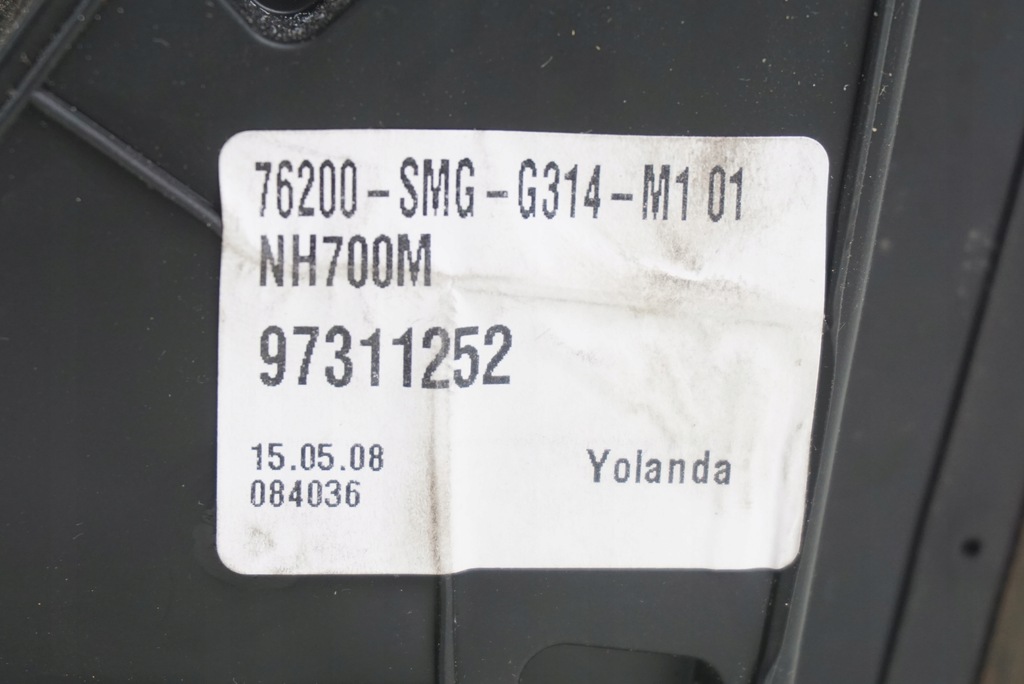 76200-SMG-G314-M1 01
NH700M
97311252
15.05.08
084036
Yolanda